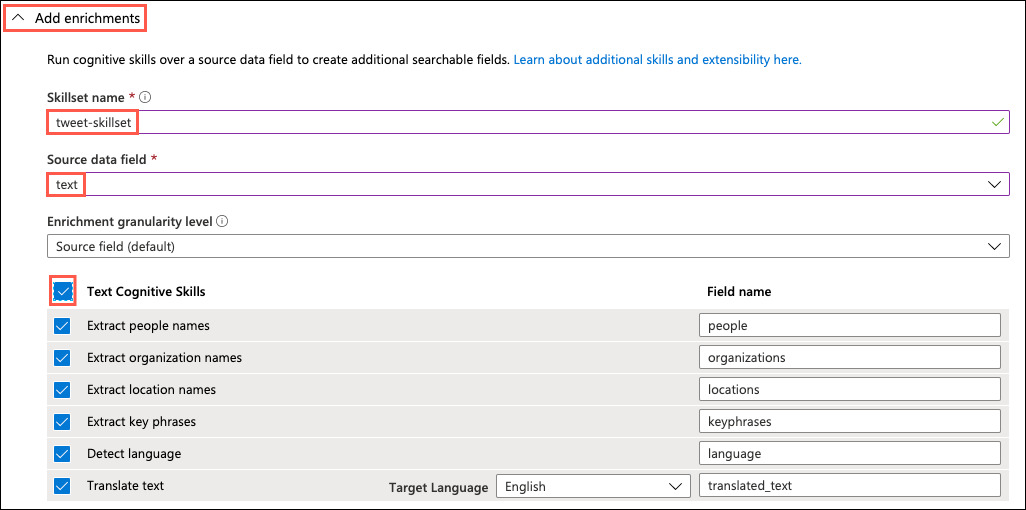 Add enrichments
Run cognitive skills over a source data field to create additional searchable fields. Learn about additional skills and extensibility here.
Skillset name *
tweet-skillset
Source data field *
text
Enrichment granularity level
Source field (default)
Text Cognitive Skills Field name
Extract people names people
Extract organization names organizations
Extract location names locations
Extract key phrases keyphrases
Detect language language
Translate text Target Language English translated_text